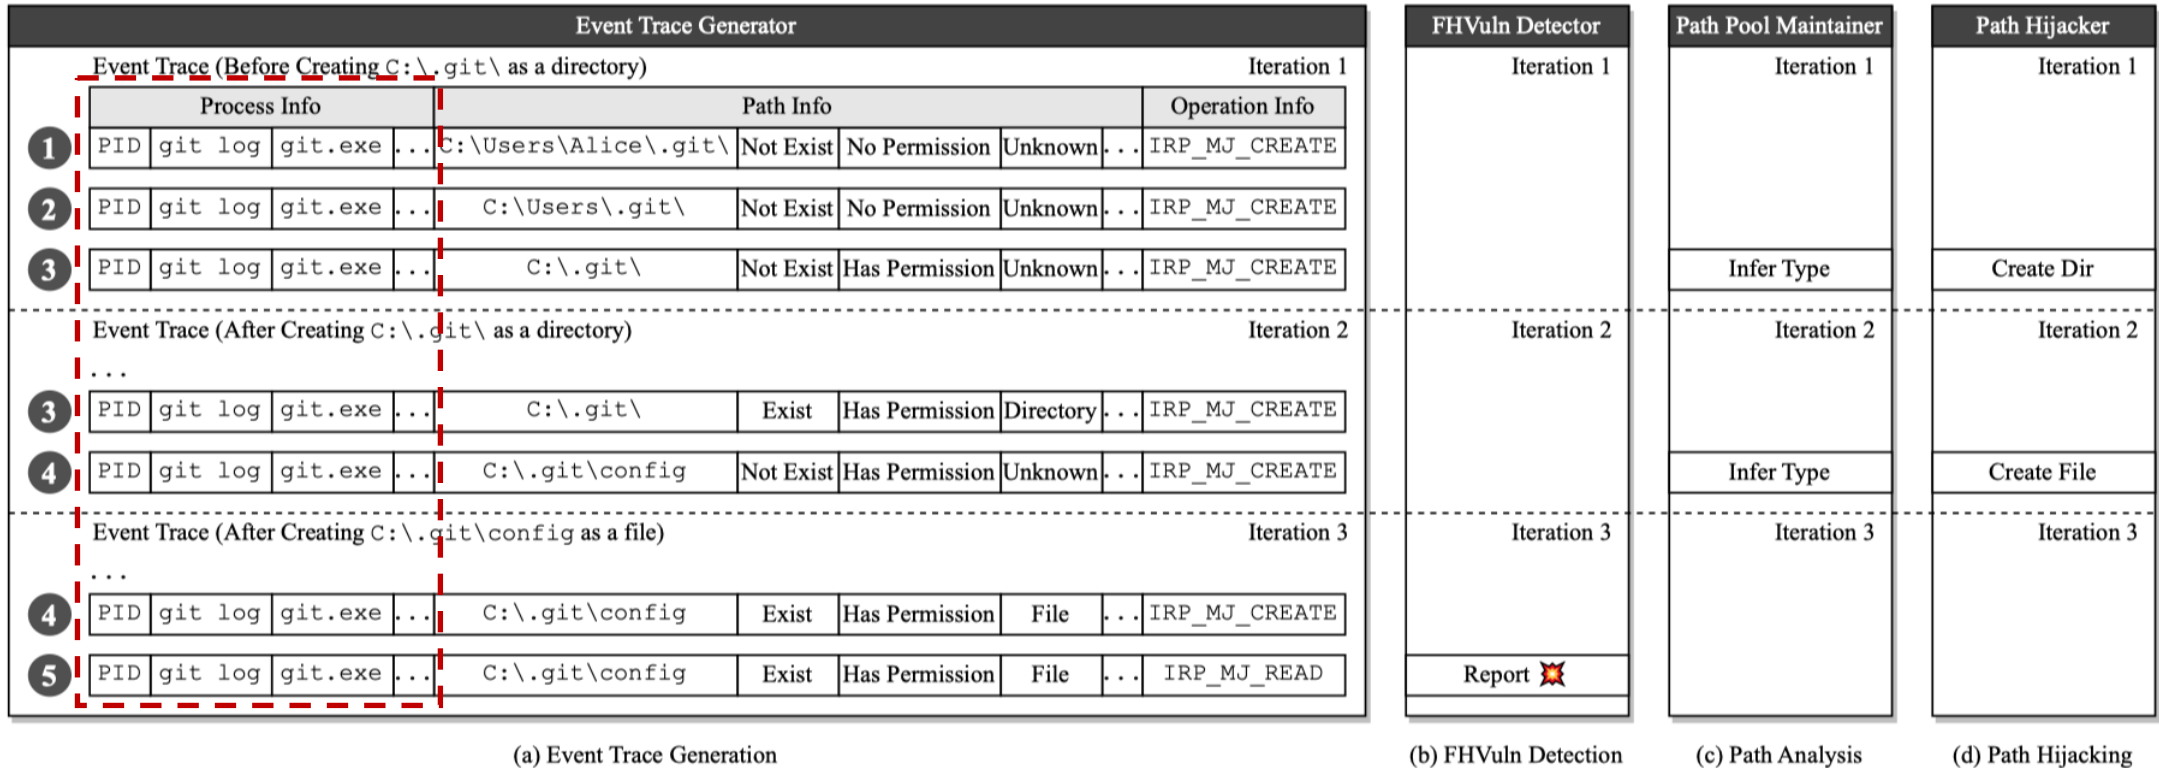 Event Trace Generator FHVuln Detector Path Pool Maintainer Path Hijacker
Event Trace (Before Creating C:\.git\ as a directory) Iteration 1 Iteration 1 Iteration 1 Iteration 1
Process Info Path Info Operation Info
1 PID git log git.exe ... C:\Users\Alice\.git\ Not Exist No Permission Unknown ... IRP_MJ_CREATE
2 PID git log git.exe ... C:\Users\.git\ Not Exist No Permission Unknown ... IRP_MJ_CREATE
3 PID git log git.exe ... C:\.git\ Not Exist Has Permission Unknown ... IRP_MJ_CREATE Infer Type Create Dir
Event Trace (After Creating C:\.git\ as a directory) Iteration 2 Iteration 2 Iteration 2 Iteration 2
...
3 PID git log git.exe ... C:\.git\ Exist Has Permission Directory ... IRP_MJ_CREATE
4 PID git log git.exe ... C:\.git\config Not Exist Has Permission Unknown ... IRP_MJ_CREATE Infer Type Create File
Event Trace (After Creating C:\.git\config as a file) Iteration 3 Iteration 3 Iteration 3 Iteration 3
...
4 PID git log git.exe ... C:\.git\config Exist Has Permission File ... IRP_MJ_CREATE
5 PID git log git.exe ... C:\.git\config Exist Has Permission File ... IRP_MJ_READ Report
(a) Event Trace Generation (b) FHVuln Detection (c) Path Analysis (d) Path Hijacking